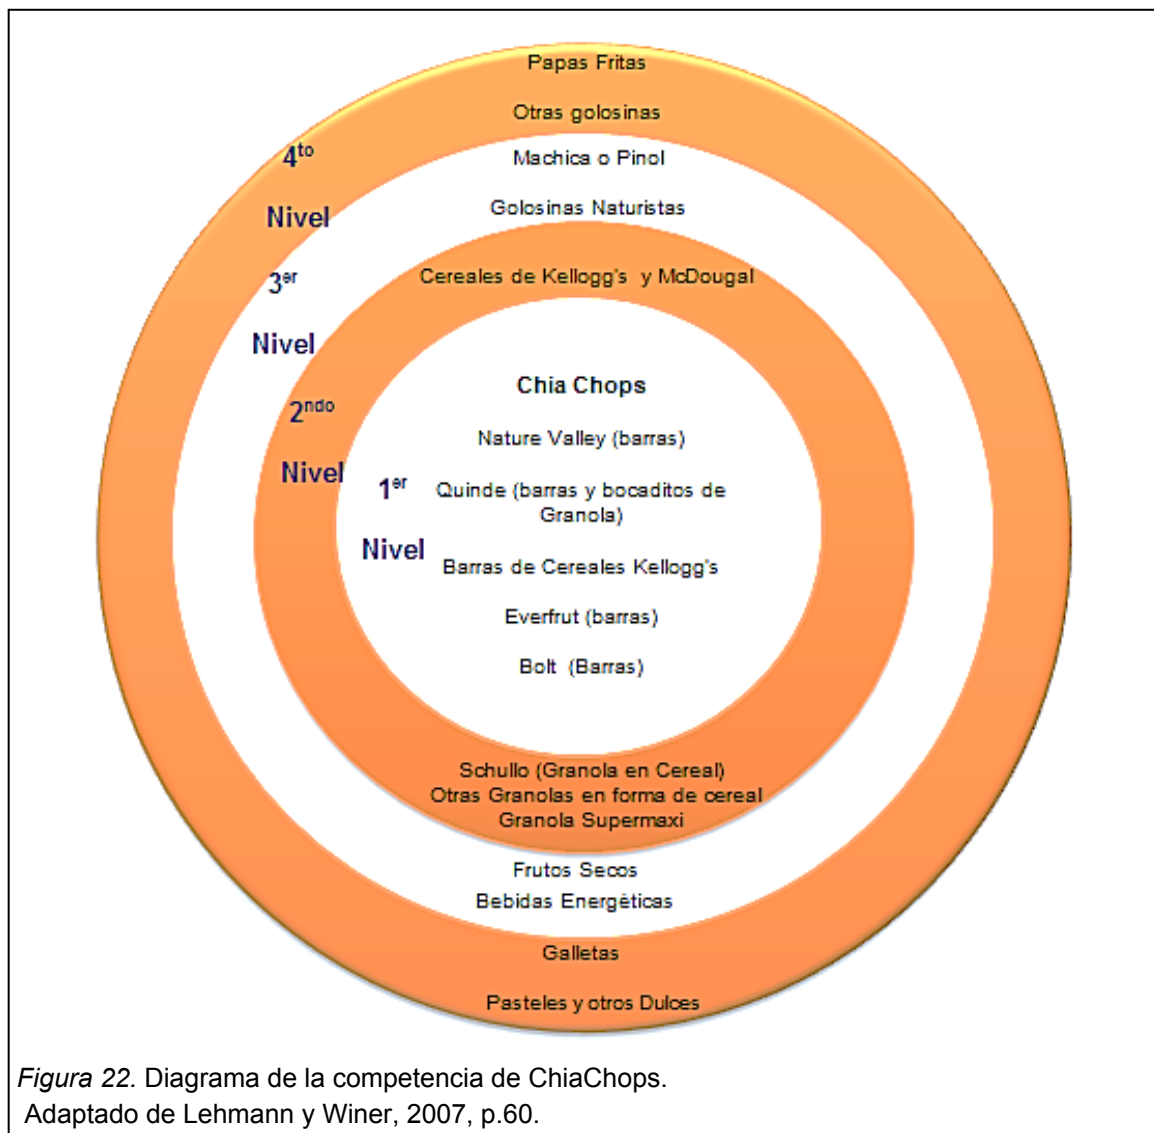 Papas Fritas
Otras golosinas
4to
Machica o Pinol
Nivel
Golosinas Naturistas
3er
Cereales de Kellogg's y McDougal
Nivel
Chia Chops
2ndo
Nature Valley (barras)
Nivel
1er
Quinde (barras y bocaditos de
Granola)
Nivel
Barras de Cereales Kellogg's
Everfrut (barras)
Bolt (Barras)
Schullo (Granola en Cereal)
Otras Granolas en forma de cereal
Granola Supermaxi
Frutos Secos
Bebidas Energéticas
Galletas
Pasteles y otros Dulces
Figura 22. Diagrama de la competencia de ChiaChops.
Adaptado de Lehmann y Winer, 2007, p.60.